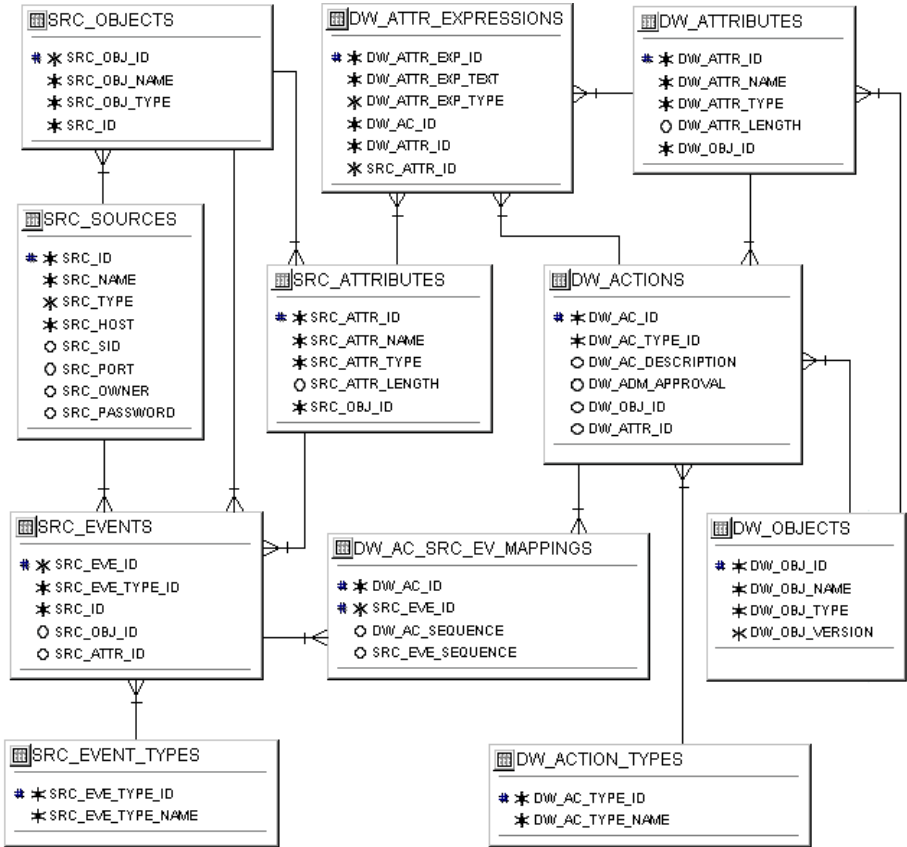 SRC_OBJECTS
# * SRC_OBJ_ID
* SRC_OBJ_NAME
* SRC_OBJ_TYPE
* SRC_ID
DW_ATTR_EXPRESSIONS
# * DW_ATTR_EXP_ID
* DW_ATTR_EXP_TEXT
* DW_ATTR_EXP_TYPE
* DW_AC_ID
* DW_ATTR_ID
* SRC_ATTR_ID
DW_ATTRIBUTES
# * DW_ATTR_ID
* DW_ATTR_NAME
* DW_ATTR_TYPE
O DW_ATTR_LENGTH
* DW_OBJ_ID
SRC_SOURCES
# * SRC_ID
* SRC_NAME
* SRC_TYPE
* SRC_HOST
O SRC_SID
O SRC_PORT
O SRC_OWNER
O SRC_PASSWORD
SRC_ATTRIBUTES
# * SRC_ATTR_ID
* SRC_ATTR_NAME
* SRC_ATTR_TYPE
O SRC_ATTR_LENGTH
* SRC_OBJ_ID
DW_ACTIONS
# * DW_AC_ID
* DW_AC_TYPE_ID
O DW_AC_DESCRIPTION
O DW_ADM_APPROVAL
O DW_OBJ_ID
O DW_ATTR_ID
SRC_EVENTS
# * SRC_EVE_ID
* SRC_EVE_TYPE_ID
* SRC_ID
O SRC_OBJ_ID
O SRC_ATTR_ID
DW_AC_SRC_EV_MAPPINGS
# * DW_AC_ID
# * SRC_EVE_ID
O DW_AC_SEQUENCE
O SRC_EVE_SEQUENCE
DW_OBJECTS
# * DW_OBJ_ID
* DW_OBJ_NAME
* DW_OBJ_TYPE
* DW_OBJ_VERSION
SRC_EVENT_TYPES
# * SRC_EVE_TYPE_ID
* SRC_EVE_TYPE_NAME
DW_ACTION_TYPES
# * DW_AC_TYPE_ID
* DW_AC_TYPE_NAME